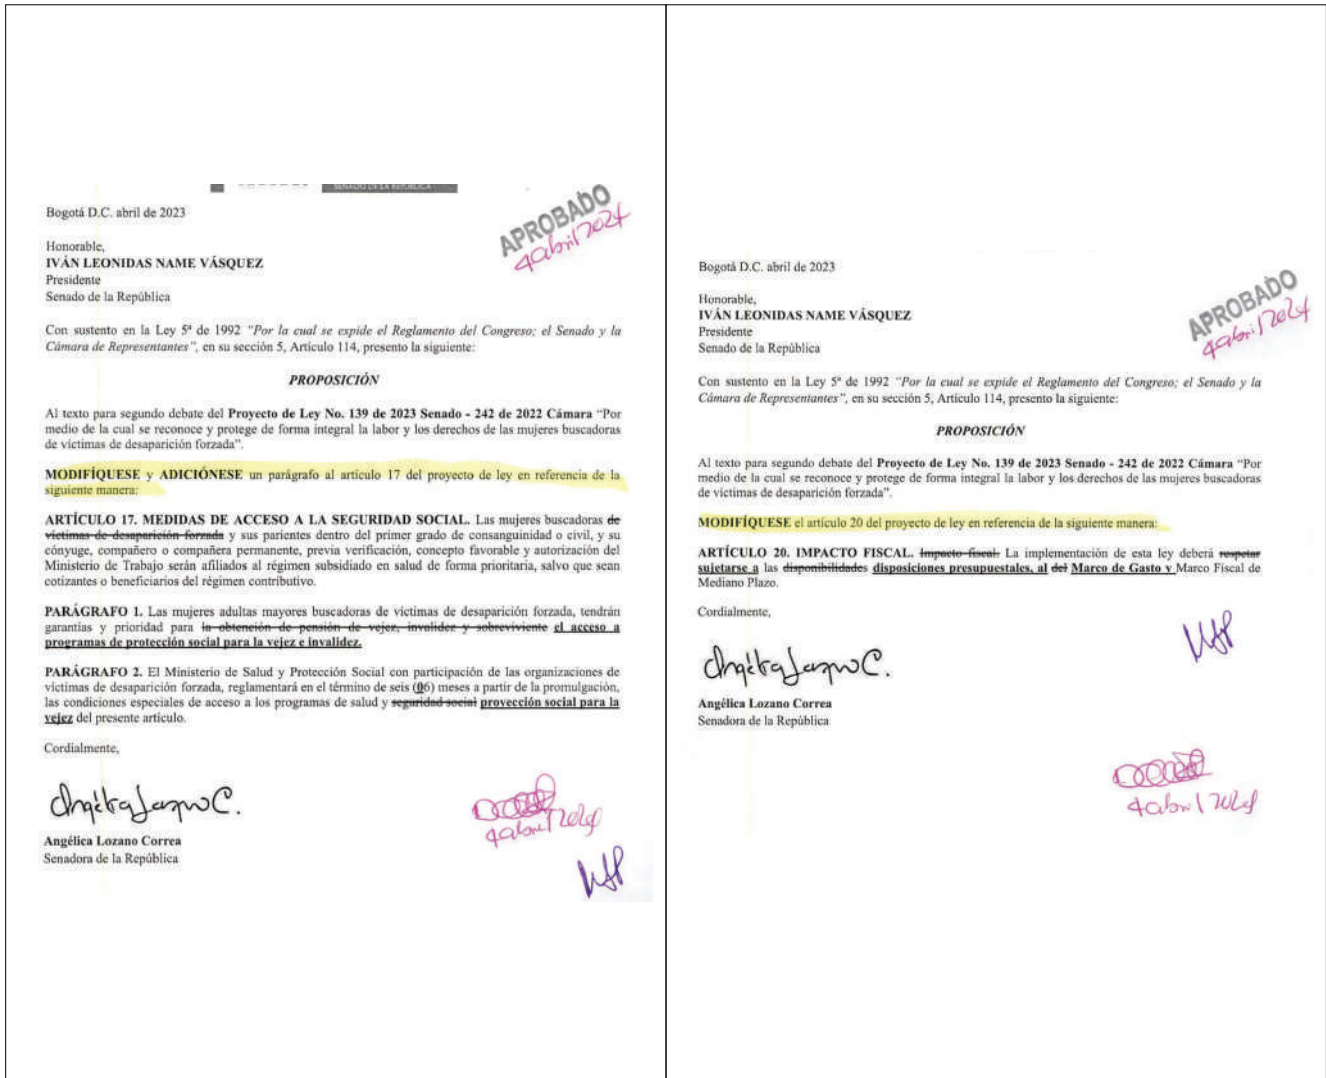 SENADO DE LA REPÚBLICA
Bogotá D.C. abril de 2023
APROBADO
4 abril 2024
Honorable,
IVÁN LEONIDAS NAME VÁSQUEZ
Presidente
Senado de la República
Con sustento en la Ley 5ª de 1992 "Por la cual se expide el Reglamento del Congreso; el Senado y la
Cámara de Representantes", en su sección 5, Artículo 114, presento la siguiente:
PROPOSICIÓN
Al texto para segundo debate del Proyecto de Ley No. 139 de 2023 Senado - 242 de 2022 Cámara “Por
medio de la cual se reconoce y protege de forma integral la labor y los derechos de las mujeres buscadoras
de víctimas de desaparición forzada”.
MODIFÍQUESE y ADICIÓNESE un parágrafo al artículo 17 del proyecto de ley en referencia de la
siguiente manera:
ARTÍCULO 17. MEDIDAS DE ACCESO A LA SEGURIDAD SOCIAL. Las mujeres buscadoras de
víctimas de desaparición forzada y sus parientes dentro del primer grado de consanguinidad o civil, y su
cónyuge, compañero o compañera permanente, previa verificación, concepto favorable y autorización del
Ministerio de Trabajo serán afiliados al régimen subsidiado en salud de forma prioritaria, salvo que sean
cotizantes o beneficiarios del régimen contributivo.
PARÁGRAFO 1. Las mujeres adultas mayores buscadoras de víctimas de desaparición forzada, tendrán
garantías y prioridad para la obtención de pensión de vejez, invalidez y sobreviviente el acceso a
programas de protección social para la vejez e invalidez.
PARÁGRAFO 2. El Ministerio de Salud y Protección Social con participación de las organizaciones de
víctimas de desaparición forzada, reglamentará en el término de seis (06) meses a partir de la promulgación,
las condiciones especiales de acceso a los programas de salud y seguridad social proyección social para la
vejez del presente artículo.
Cordialmente,
Angélica Lozano C.
Angélica Lozano Correa
Senadora de la República
4 abril 2024
Bogotá D.C. abril de 2023
APROBADO
4 abril 2024
Honorable,
IVÁN LEONIDAS NAME VÁSQUEZ
Presidente
Senado de la República
Con sustento en la Ley 5ª de 1992 "Por la cual se expide el Reglamento del Congreso; el Senado y la
Cámara de Representantes", en su sección 5, Artículo 114, presento la siguiente:
PROPOSICIÓN
Al texto para segundo debate del Proyecto de Ley No. 139 de 2023 Senado - 242 de 2022 Cámara “Por
medio de la cual se reconoce y protege de forma integral la labor y los derechos de las mujeres buscadoras
de víctimas de desaparición forzada”.
MODIFÍQUESE el artículo 20 del proyecto de ley en referencia de la siguiente manera:
ARTÍCULO 20. IMPACTO FISCAL. Impacto fiscal. La implementación de esta ley deberá respetar
sujetarse a las disponibilidades disposiciones presupuestales, al del Marco de Gasto y Marco Fiscal de
Mediano Plazo.
Cordialmente,
Angélica Lozano C.
Angélica Lozano Correa
Senadora de la República
4 abril 2024